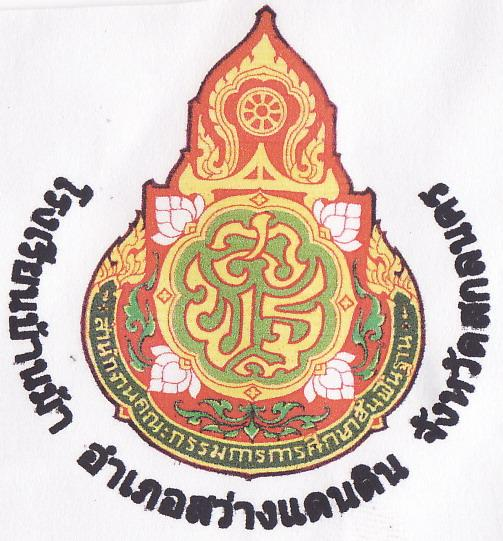 โรงเรียนบ้านม้า อำเภอสว่างแดนดิน จังหวัดสกลนคร
สำนักงานคณะกรรมการการศึกษาขั้นพื้นฐาน